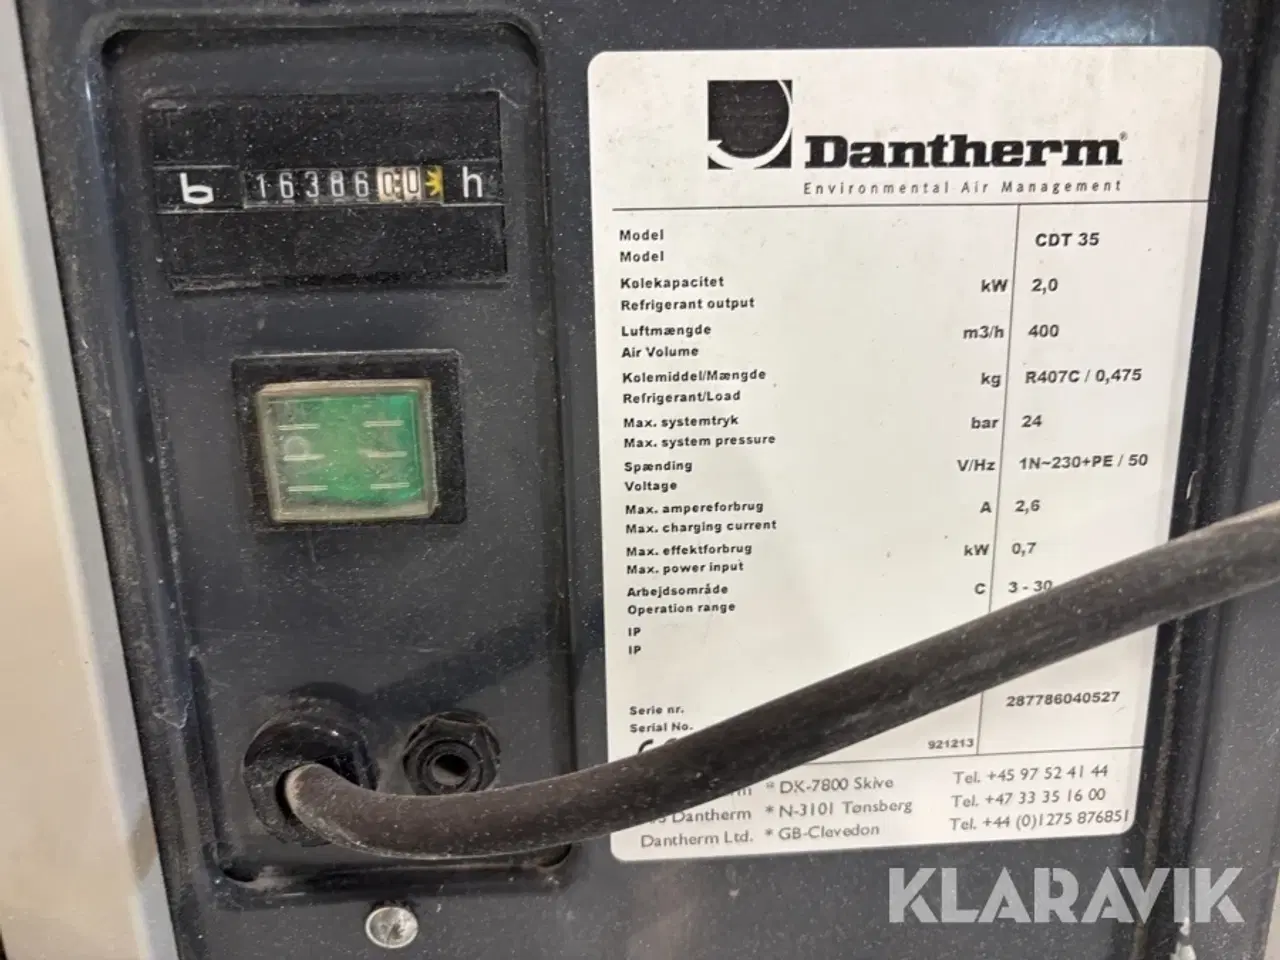 b 16386 00 h
Dantherm®
Environmental Air Management
Model CDT 35
Model
Kølekapacitet kW 2,0
Refrigerant output
Luftmængde m3/h 400
Air Volume
Kølemiddel/Mængde kg R407C / 0,475
Refrigerant/Load
Max. systemtryk bar 24
Max. system pressure
Spænding V/Hz 1N~230+PE / 50
Voltage
Max. ampereforbrug A 2,6
Max. charging current
Max. effektforbrug kW 0,7
Max. power input
Arbejdsområde C 3 - 30
Operation range
IP
IP
Serie nr. 287786040527
Serial No.
921213
* DK-7800 Skive Tel. +45 97 52 41 44
Dantherm * N-3101 Tønsberg Tel. +47 33 35 16 00
Dantherm Ltd. * GB-Clevedon Tel. +44 (0)1275 876851
KLARAVIK